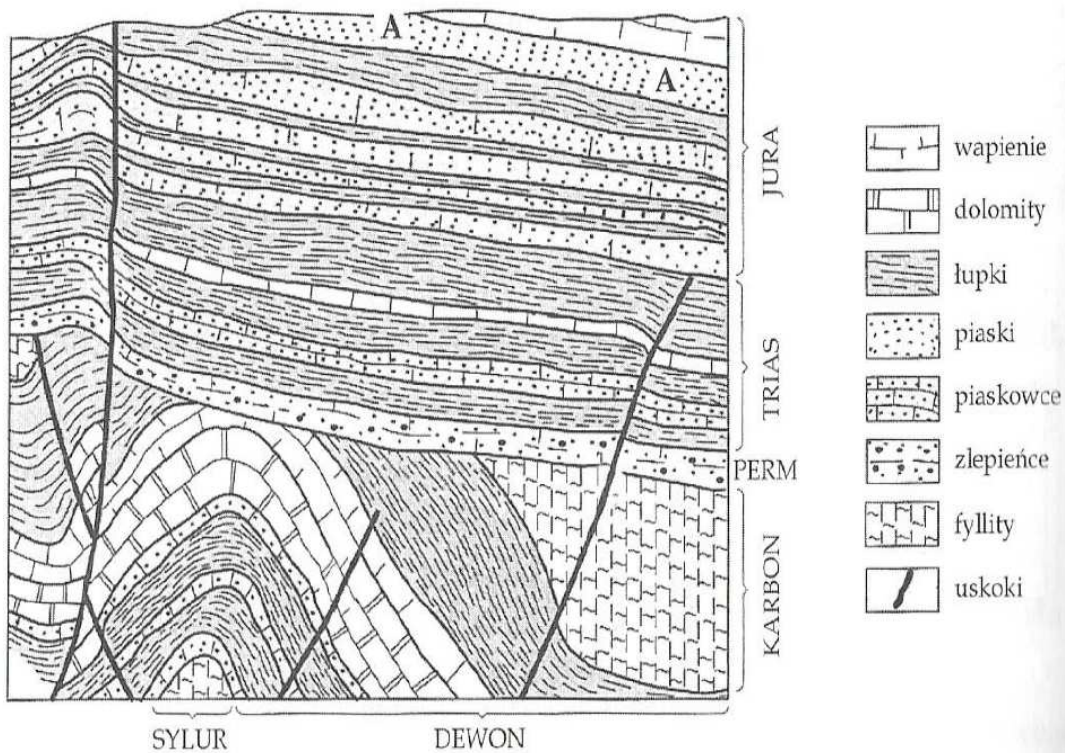 A
A
JURA
TRIAS
PERM
KARBON
SYLUR
DEWON
wapienie
dolomity
łupki
piaski
piaskowce
zlepieńce
fyllity
uskoki